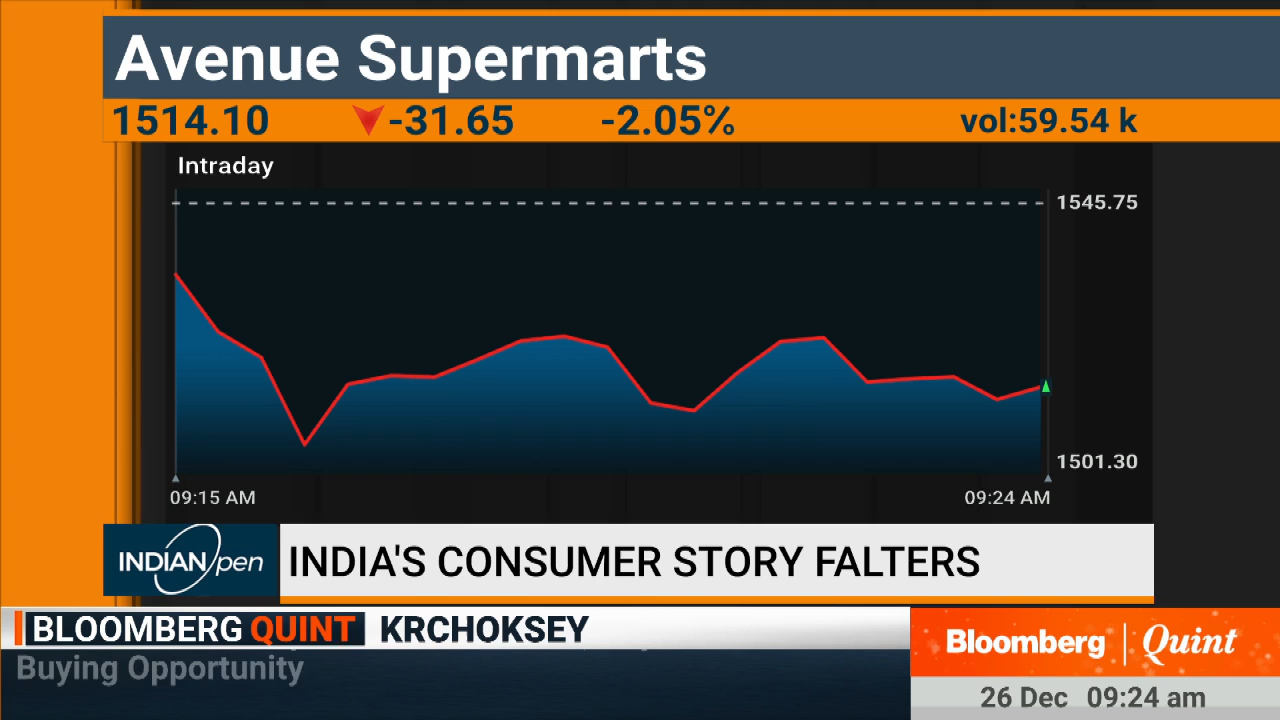 Avenue Supermarts
1514.10 -31.65 -2.05% vol:59.54 k
Intraday
1545.75
1501.30
09:15 AM 09:24 AM
INDIAN pen INDIA'S CONSUMER STORY FALTERS
BLOOMBERG QUINT KRCHOKSEY
Buying Opportunity
Bloomberg | Quint
26 Dec 09:24 am